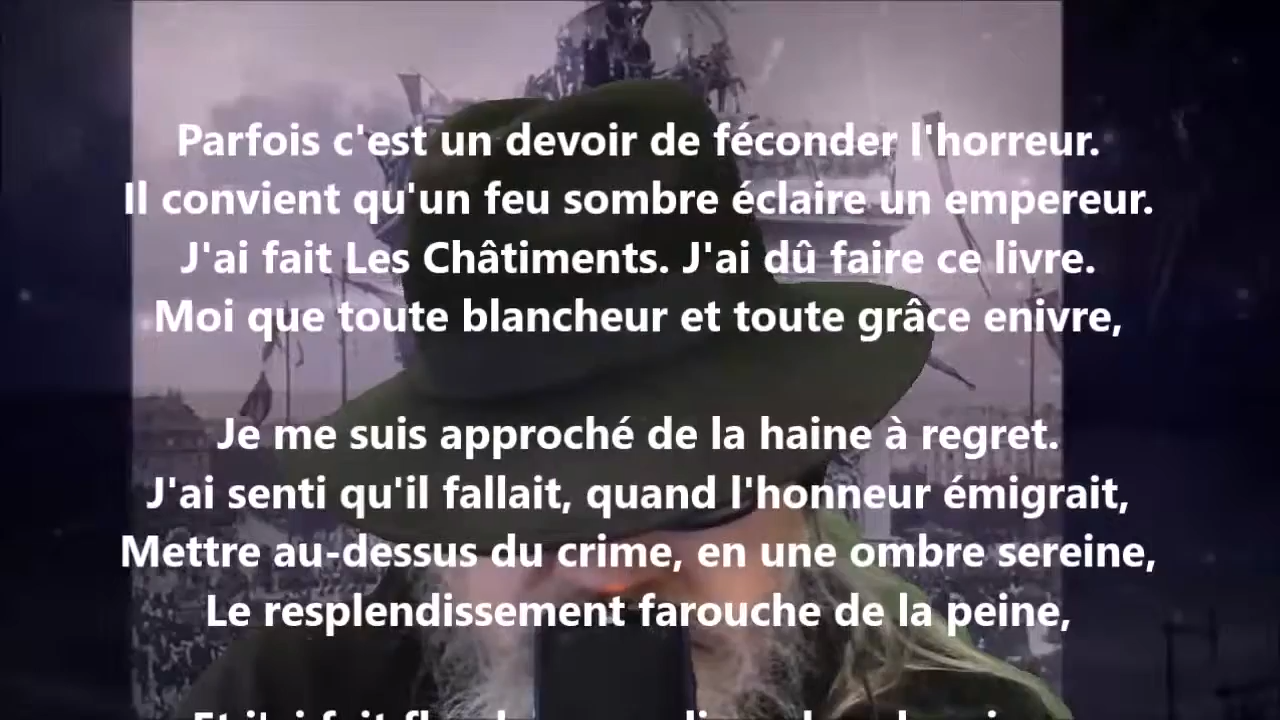 Parfois c'est un devoir de féconder l'horreur.
Il convient qu'un feu sombre éclaire un empereur.
J'ai fait Les Châtiments. J'ai dû faire ce livre.
Moi que toute blancheur et toute grâce enivre,
Je me suis approché de la haine à regret.
J'ai senti qu'il fallait, quand l'honneur émigrait,
Mettre au-dessus du crime, en une ombre sereine,
Le resplendissement farouche de la peine,
Et j'ai fait